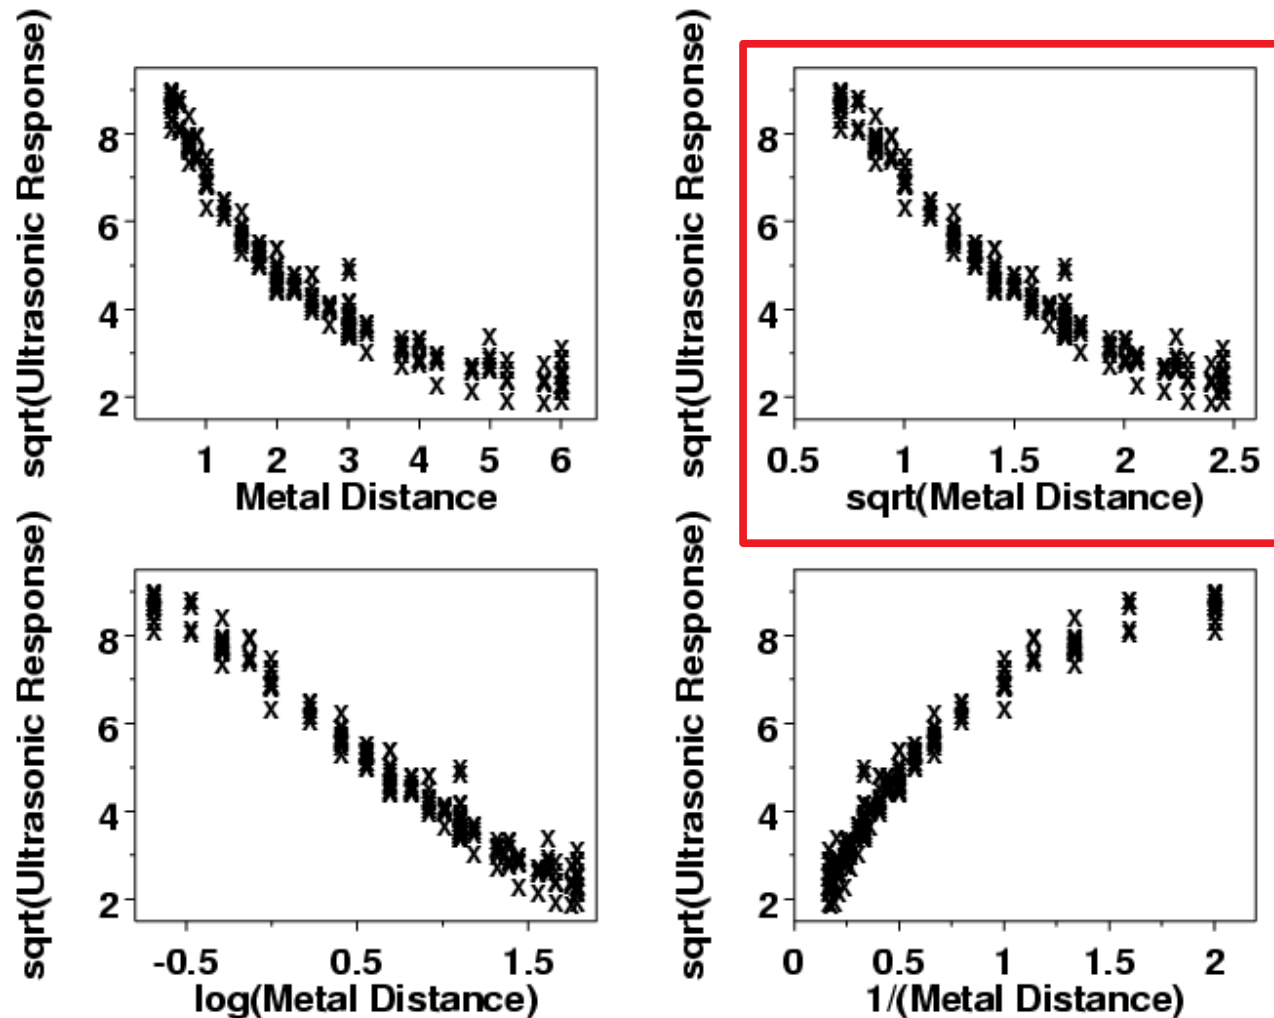 sqrt(Ultrasonic Response)
8
6
4
2
1 2 3 4 5 6
Metal Distance
sqrt(Ultrasonic Response)
8
6
4
2
0.5 1 1.5 2 2.5
sqrt(Metal Distance)
sqrt(Ultrasonic Response)
8
6
4
2
-0.5 0.5 1.5
log(Metal Distance)
sqrt(Ultrasonic Response)
8
6
4
2
0 0.5 1 1.5 2
1/(Metal Distance)